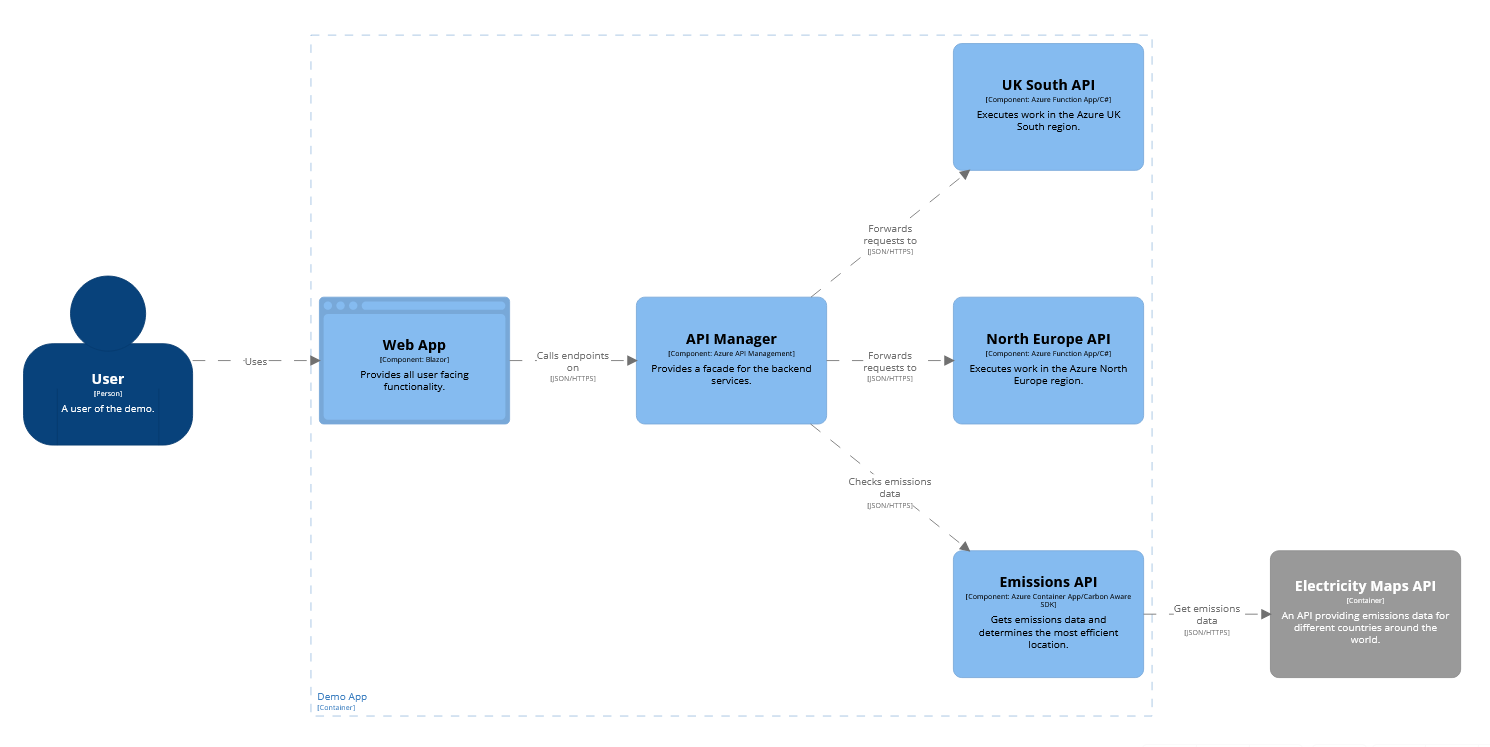 User
[Person]
A user of the demo.
Uses
Web App
[Component: Blazor]
Provides all user facing
functionality.
Calls endpoints
on
[JSON/HTTPS]
API Manager
[Component: Azure API Management]
Provides a facade for the backend
services.
Forwards
requests to
[JSON/HTTPS]
UK South API
[Component: Azure Function App/C#]
Executes work in the Azure UK
South region.
Forwards
requests to
[JSON/HTTPS]
North Europe API
[Component: Azure Function App/C#]
Executes work in the Azure North
Europe region.
Checks emissions
data
[JSON/HTTPS]
Emissions API
[Component: Azure Container App/Carbon Aware
SDK]
Gets emissions data and
determines the most efficient
location.
Get emissions
data
[JSON/HTTPS]
Electricity Maps API
[Container]
An API providing emissions data for
different countries around the
world.
Demo App
[Container]